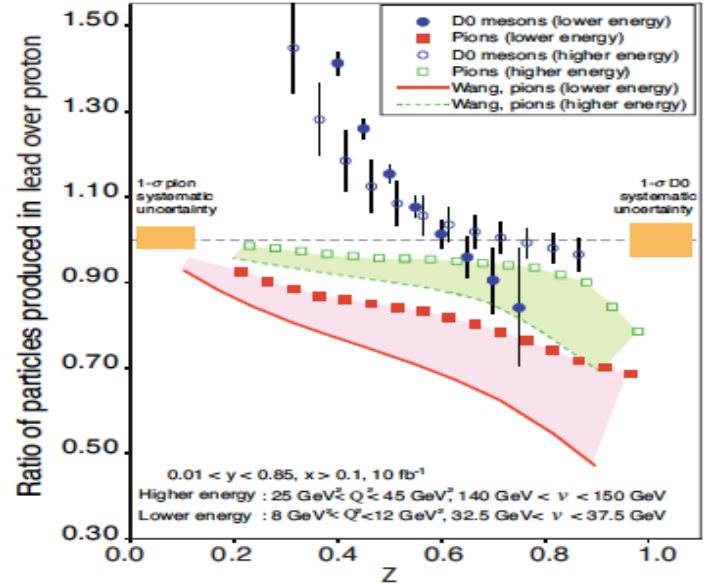 Ratio of particles produced in lead over proton
1.50
1.30
1.10
0.90
0.70
0.50
0.30
D0 mesons (lower energy)
Pions (lower energy)
D0 mesons (higher energy)
Pions (higher energy)
Wang, pions (lower energy)
Wang, pions (higher energy)
1-σ pion
systematic
uncertainty
1-σ D0
systematic
uncertainty
0.01 < y < 0.85, x > 0.1, 10 fb⁻¹
Higher energy : 25 GeV²< Q² < 45 GeV², 140 GeV < ν < 150 GeV
Lower energy : 8 GeV²< Q²<12 GeV², 32.5 GeV< ν < 37.5 GeV
0.0 0.2 0.4 0.6 0.8 1.0
Z